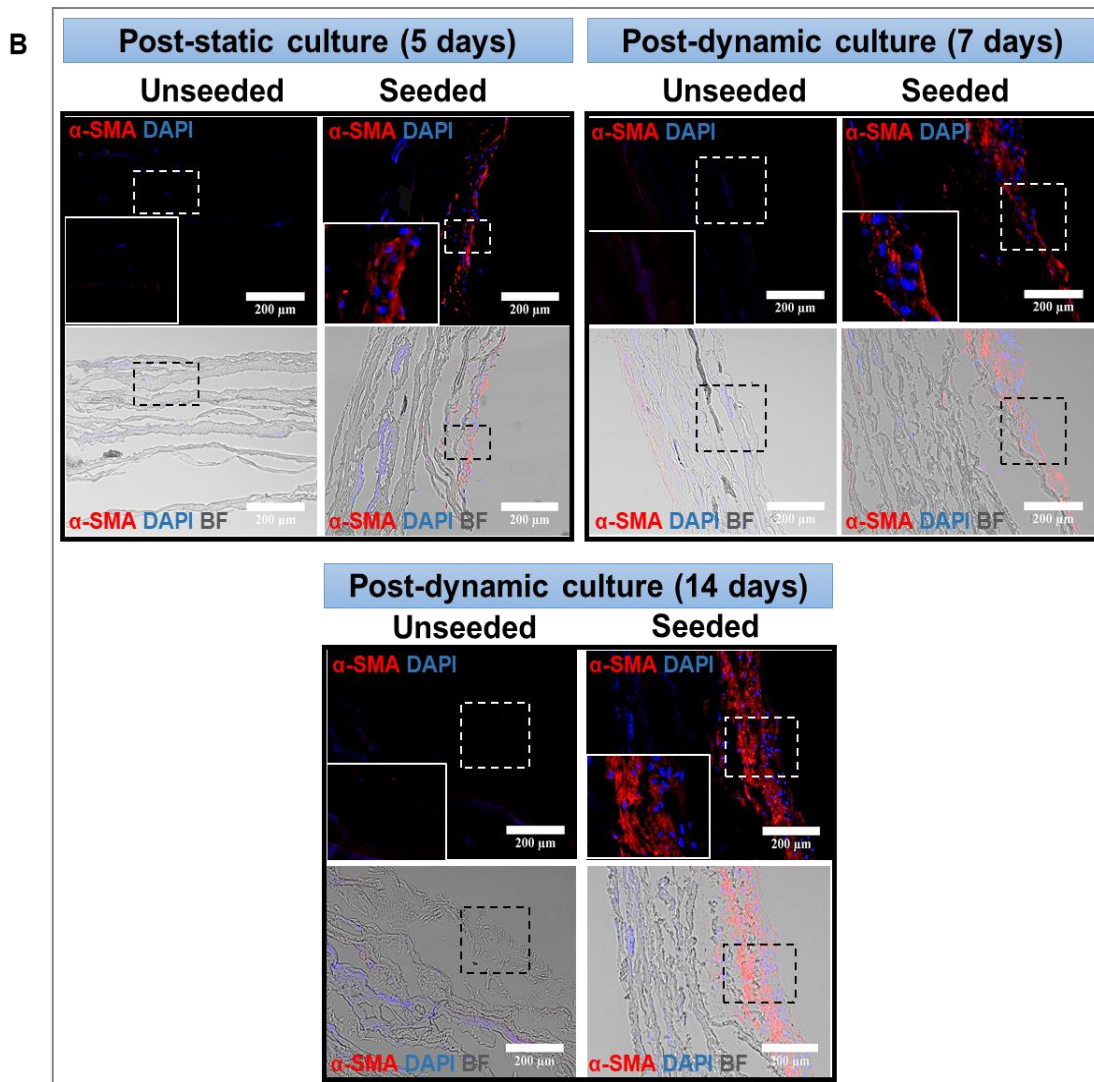 B
Post-static culture (5 days)
Post-dynamic culture (7 days)
Unseeded
Seeded
Unseeded
Seeded
α-SMA DAPI
α-SMA DAPI
α-SMA DAPI
α-SMA DAPI
200 µm
200 µm
200 µm
200 µm
200 µm
200 µm
200 µm
200 µm
α-SMA DAPI BF
α-SMA DAPI BF
α-SMA DAPI BF
α-SMA DAPI BF
Post-dynamic culture (14 days)
Unseeded
Seeded
α-SMA DAPI
α-SMA DAPI
200 µm
200 µm
200 µm
200 µm
α-SMA DAPI BF
α-SMA DAPI BF